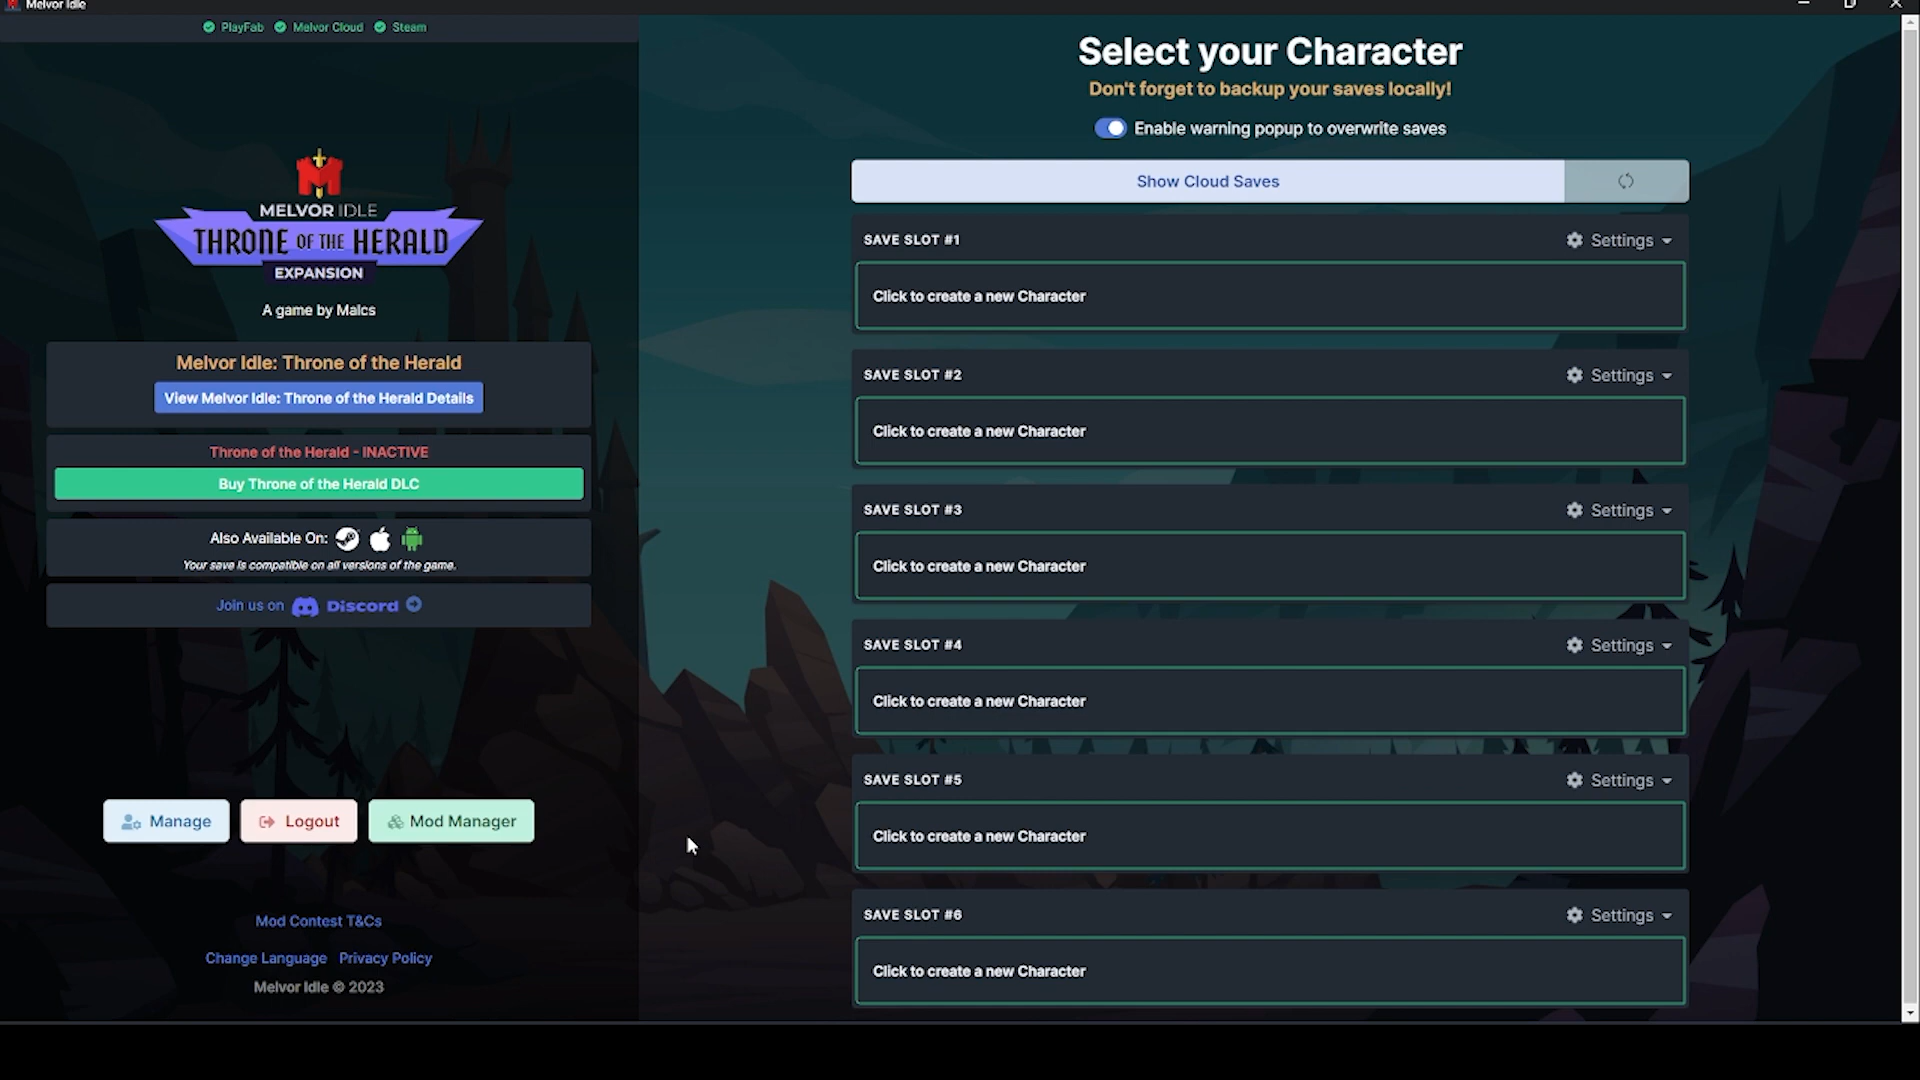 Melvor Idle
PlayFab Melvor Cloud Steam
MELVOR IDLE
THRONE OF THE HERALD
EXPANSION
A game by Malcs
Melvor Idle: Throne of the Herald
View Melvor Idle: Throne of the Herald Details
Throne of the Herald - INACTIVE
Buy Throne of the Herald DLC
Also Available On:
Your save is compatible on all versions of the game.
Join us on Discord
Manage Logout Mod Manager
Mod Contest T&Cs
Change Language Privacy Policy
Melvor Idle © 2023
Select your Character
Don't forget to backup your saves locally!
Enable warning popup to overwrite saves
Show Cloud Saves
SAVE SLOT #1 Settings
Click to create a new Character
SAVE SLOT #2 Settings
Click to create a new Character
SAVE SLOT #3 Settings
Click to create a new Character
SAVE SLOT #4 Settings
Click to create a new Character
SAVE SLOT #5 Settings
Click to create a new Character
SAVE SLOT #6 Settings
Click to create a new Character